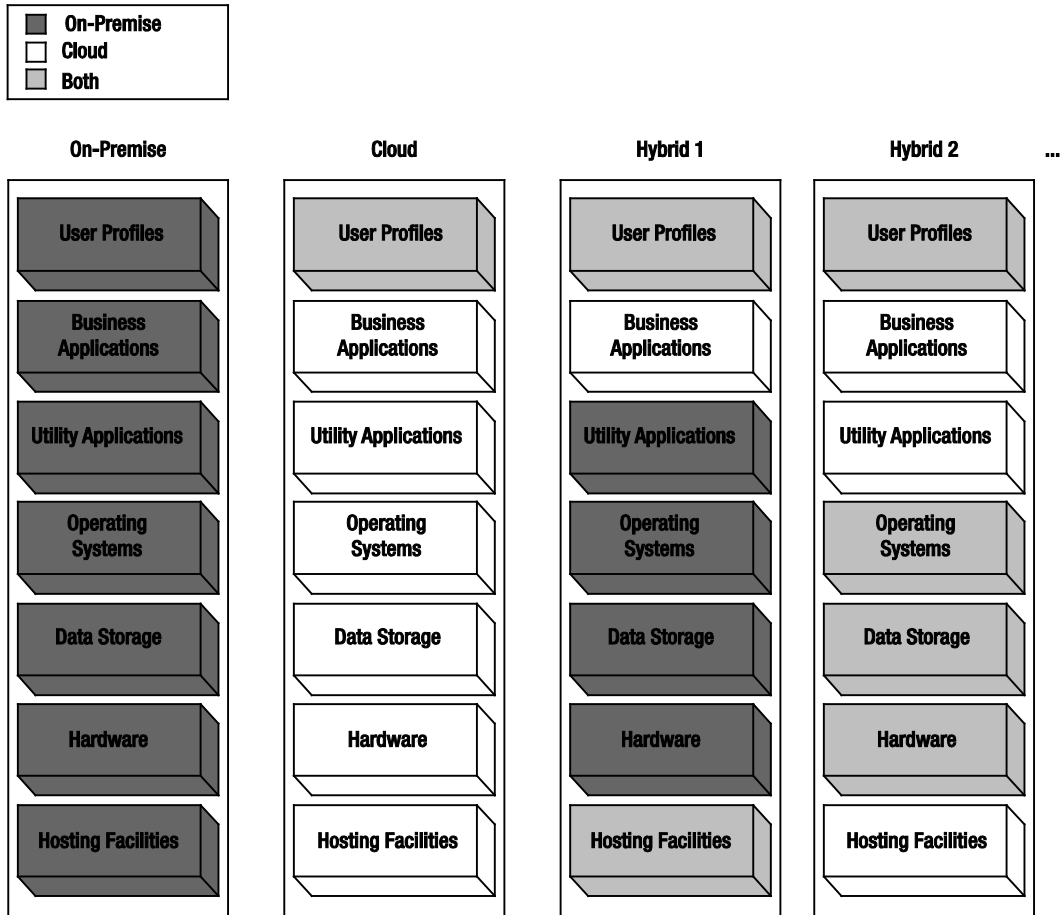 On-Premise
Cloud
Both
On-Premise
Cloud
Hybrid 1
Hybrid 2
...
User Profiles
Business
Applications
Utility Applications
Operating
Systems
Data Storage
Hardware
Hosting Facilities
User Profiles
Business
Applications
Utility Applications
Operating
Systems
Data Storage
Hardware
Hosting Facilities
User Profiles
Business
Applications
Utility Applications
Operating
Systems
Data Storage
Hardware
Hosting Facilities
User Profiles
Business
Applications
Utility Applications
Operating
Systems
Data Storage
Hardware
Hosting Facilities